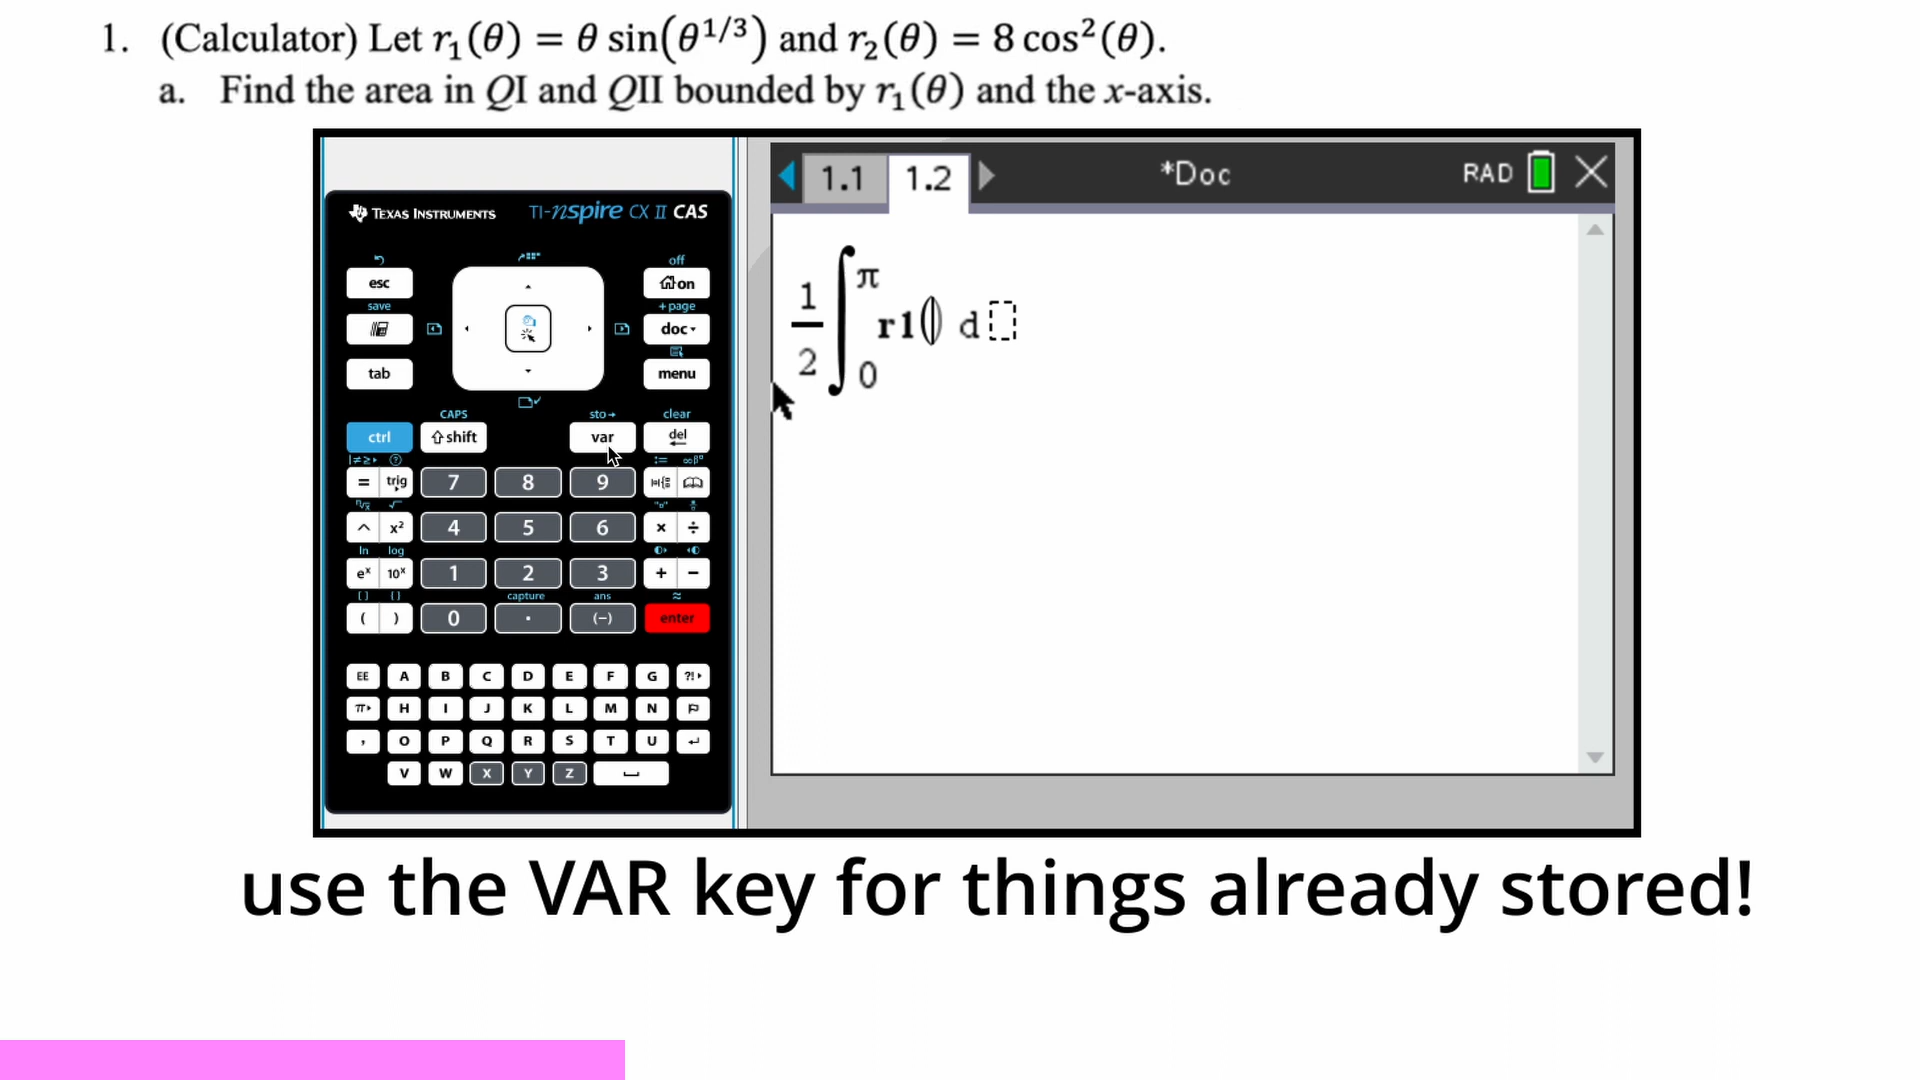 1. (Calculator) Let r₁(θ) = θ sin(θ^{1/3}) and r₂(θ) = 8 cos²(θ).
a. Find the area in QI and QII bounded by r₁(θ) and the x-axis.
TEXAS INSTRUMENTS TI-nspire CX II CAS
off
esc on
save +page
doc
tab menu
CAPS sto→ clear
ctrl shift var del
= trig 7 8 9
^ x² 4 5 6 × ÷
ln log
eˣ 10ˣ 1 2 3 + −
[ ] { } capture ans ≈
( ) 0 . (−) enter
EE A B C D E F G ?!
π H I J K L M N
, O P Q R S T U
V W X Y Z
1.1 1.2 *Doc RAD
1/2 ∫₀^π r1() d
use the VAR key for things already stored!